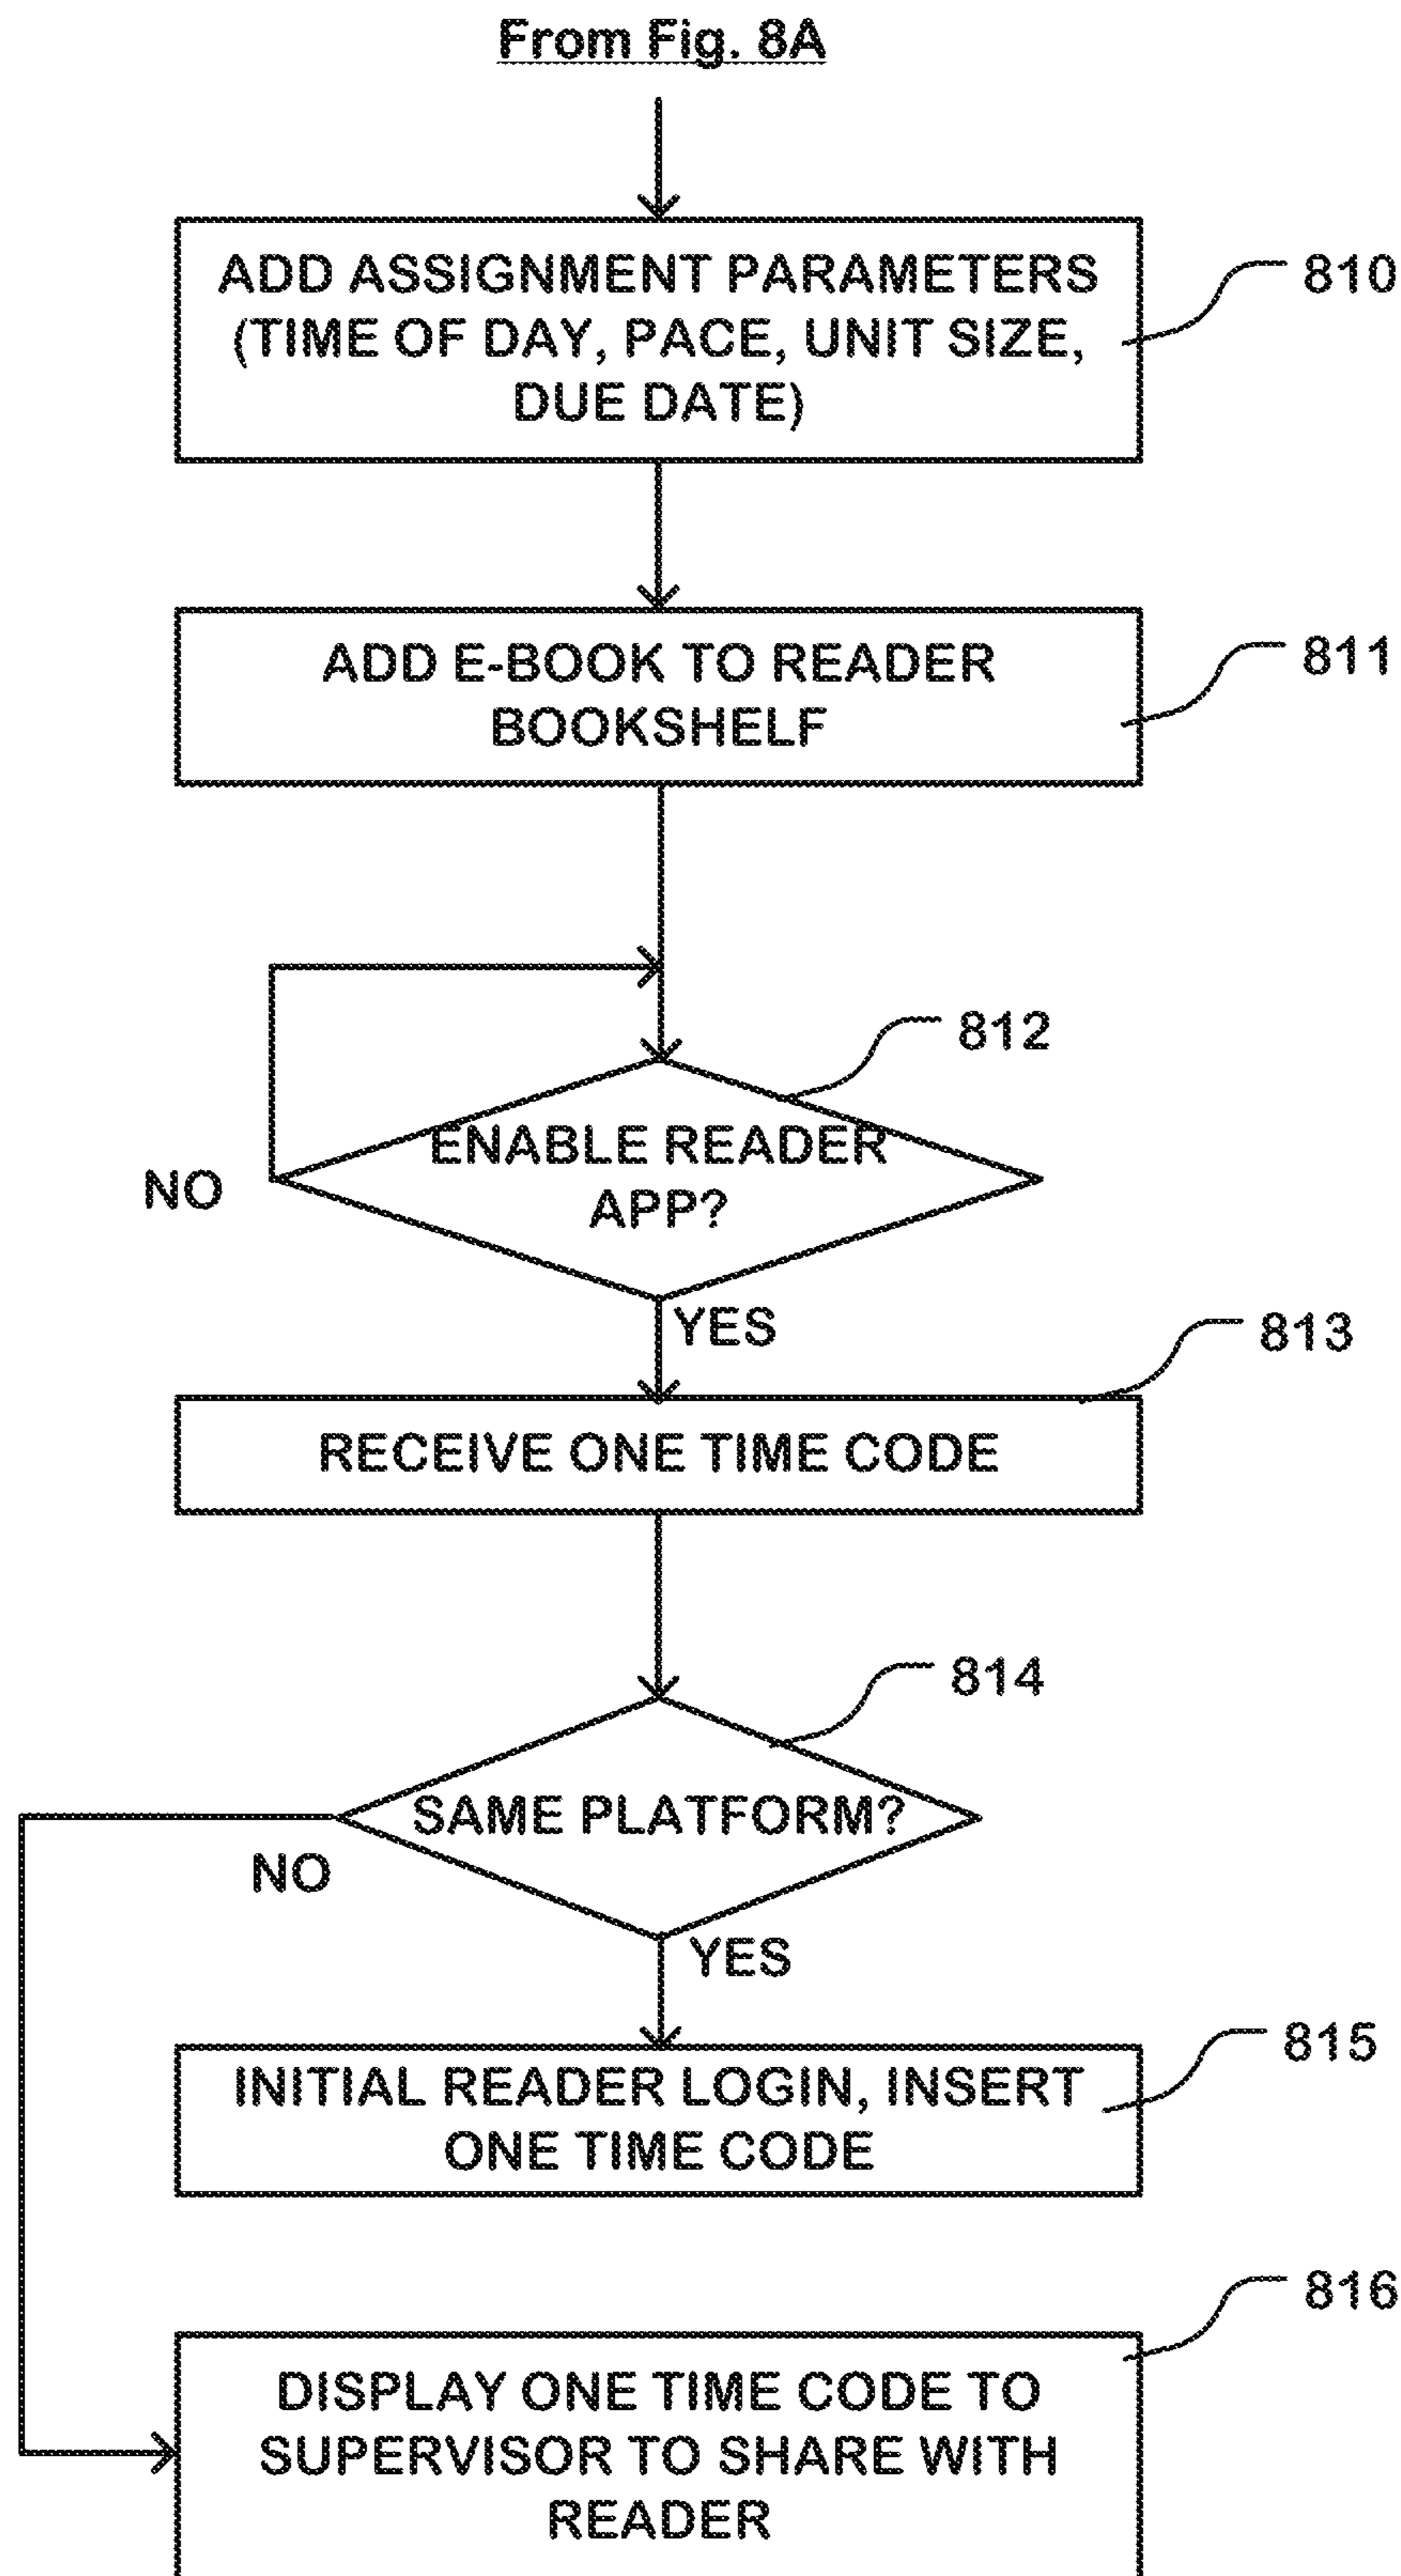 From Fig. 8A
ADD ASSIGNMENT PARAMETERS
(TIME OF DAY, PACE, UNIT SIZE,
DUE DATE)
810
ADD E-BOOK TO READER
BOOKSHELF
811
812
ENABLE READER
APP?
NO
YES
813
RECEIVE ONE TIME CODE
814
SAME PLATFORM?
NO
YES
815
INITIAL READER LOGIN, INSERT
ONE TIME CODE
816
DISPLAY ONE TIME CODE TO
SUPERVISOR TO SHARE WITH
READER